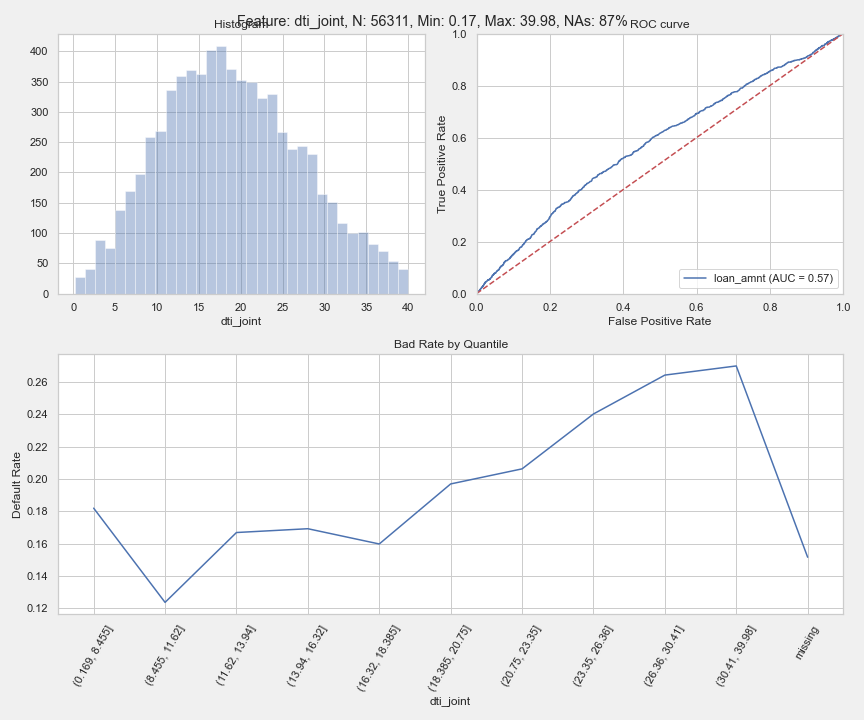 Feature: dti_joint, N: 56311, Min: 0.17, Max: 39.98, NAs: 87%
Histogram
400
350
300
250
200
150
100
50
0
0 5 10 15 20 25 30 35 40
dti_joint
ROC curve
True Positive Rate
1.0
0.8
0.6
0.4
0.2
0.0
loan_amnt (AUC = 0.57)
0.0 0.2 0.4 0.6 0.8 1.0
False Positive Rate
Bad Rate by Quantile
Default Rate
0.26
0.24
0.22
0.20
0.18
0.16
0.14
0.12
(0.169, 8.455]
(8.455, 11.62]
(11.62, 13.94]
(13.94, 16.32]
(16.32, 18.385]
(18.385, 20.75]
(20.75, 23.35]
(23.35, 26.36]
(26.36, 30.41]
(30.41, 39.98]
missing
dti_joint